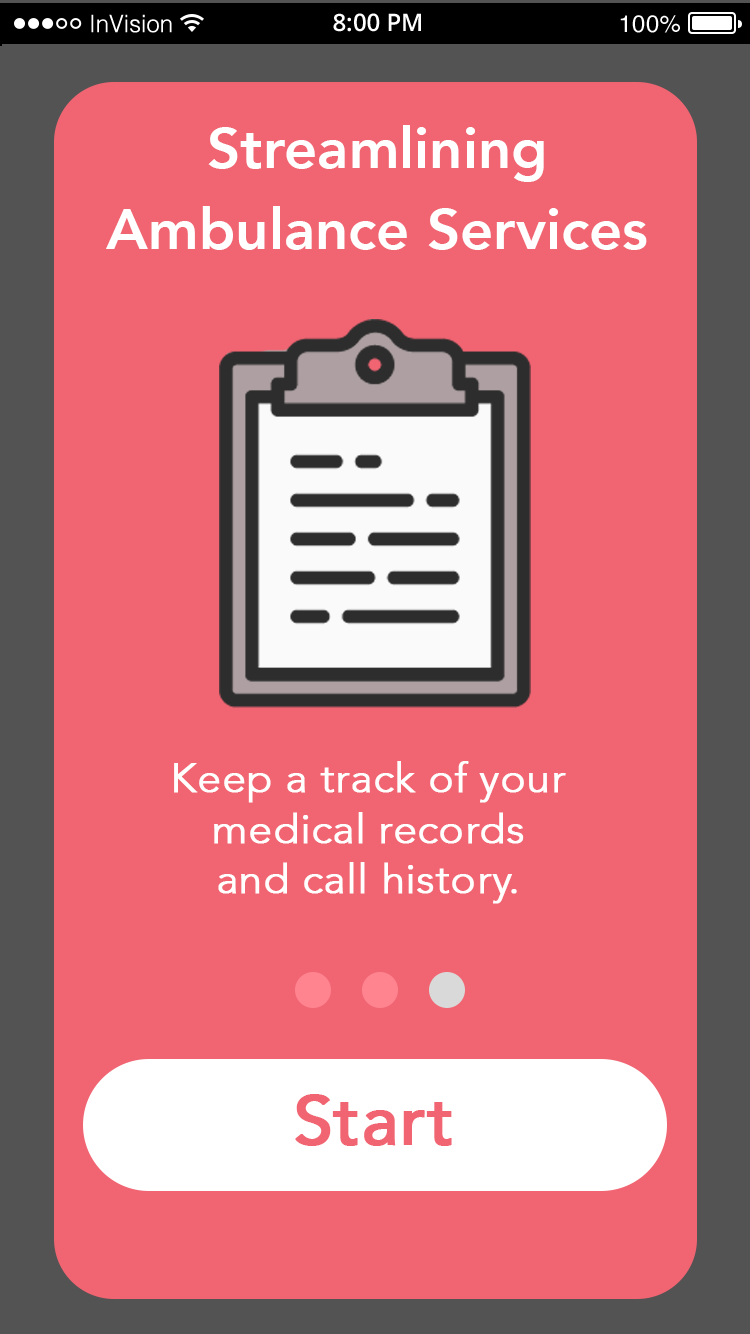 InVision 8:00 PM 100%
Streamlining
Ambulance Services
Keep a track of your
medical records
and call history.
Start